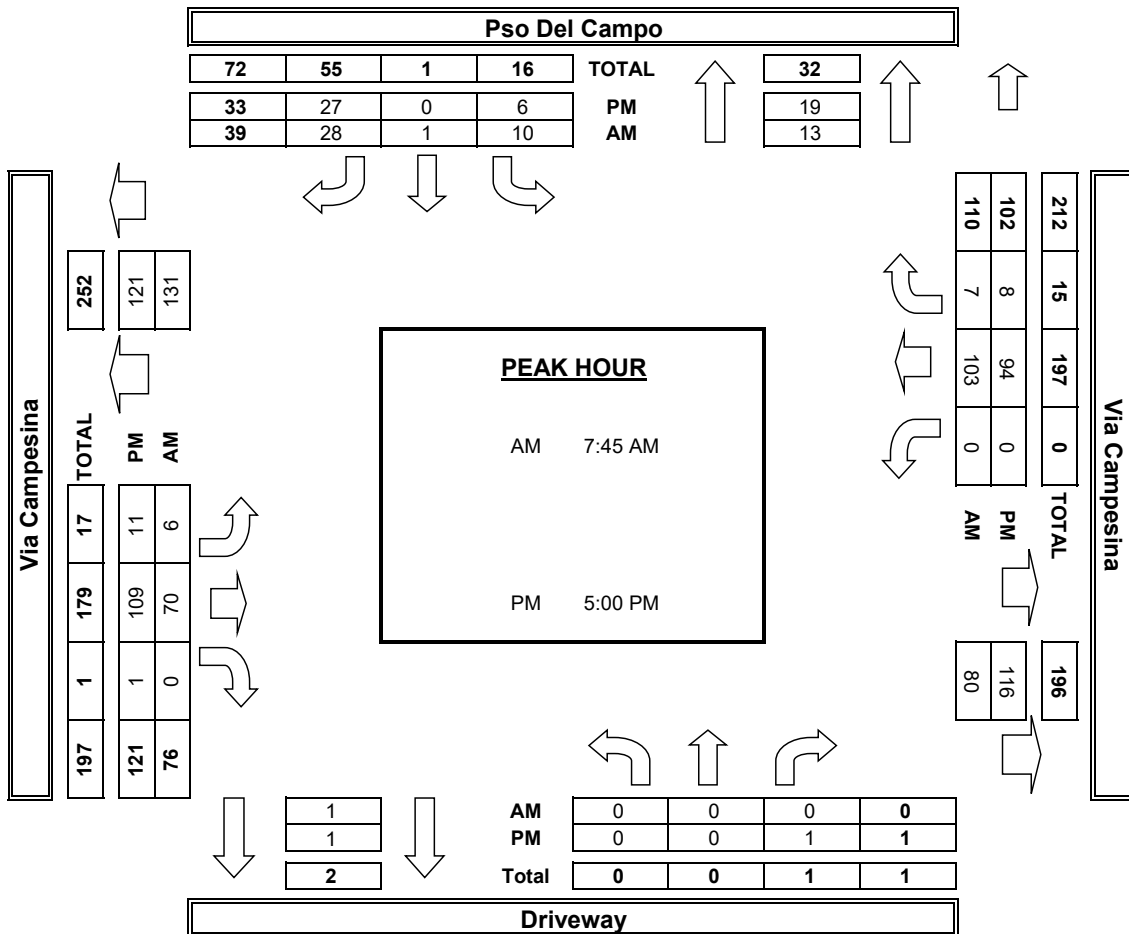 Pso Del Campo
72 55 1 16 TOTAL 32
33 27 0 6 PM 19
39 28 1 10 AM 13
Via Campesina
252 121 131
TOTAL PM AM
17 11 6
179 109 70
1 1 0
197 121 76
PEAK HOUR
AM 7:45 AM
PM 5:00 PM
110 102 212
7 8 15
103 94 197
0 0 0
AM PM TOTAL
80 116 196
Via Campesina
1 AM 0 0 0 0
1 PM 0 0 1 1
2 Total 0 0 1 1
Driveway